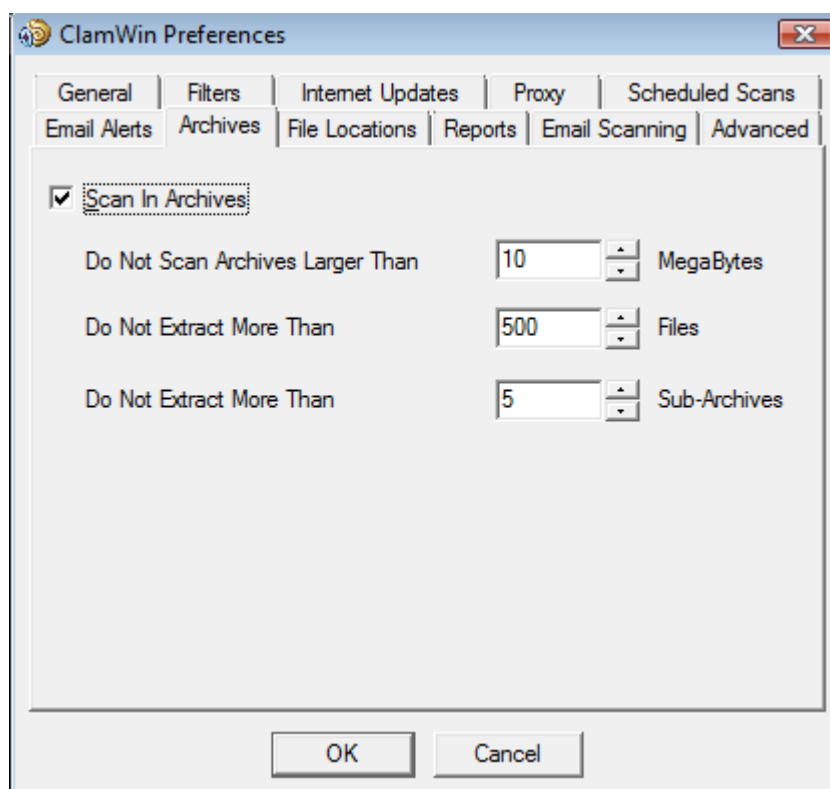 ClamWin Preferences
General Filters Internet Updates Proxy Scheduled Scans
Email Alerts Archives File Locations Reports Email Scanning Advanced
Scan In Archives
Do Not Scan Archives Larger Than 10 MegaBytes
Do Not Extract More Than 500 Files
Do Not Extract More Than 5 Sub-Archives
OK Cancel